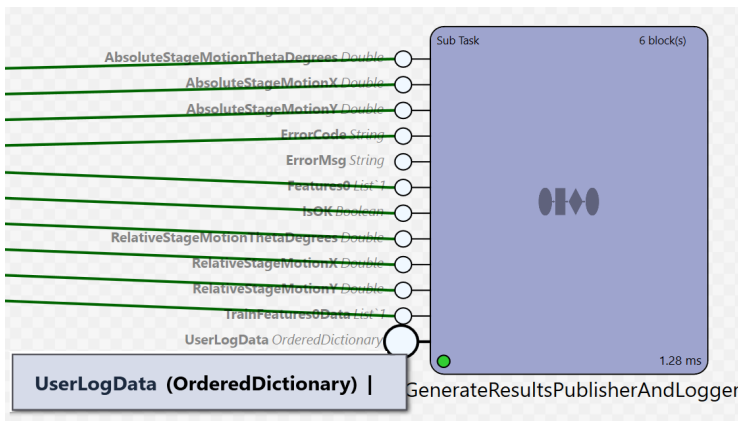 Sub Task
6 block(s)
AbsoluteStageMotionThetaDegrees Double
AbsoluteStageMotionX Double
AbsoluteStageMotionY Double
ErrorCode String
ErrorMsg String
Features0 List`1
IsOK Boolean
RelativeStageMotionThetaDegrees Double
RelativeStageMotionX Double
RelativeStageMotionY Double
TrainFeatures0Data List`1
UserLogData OrderedDictionary
1.28 ms
UserLogData (OrderedDictionary) |
GenerateResultsPublisherAndLogger